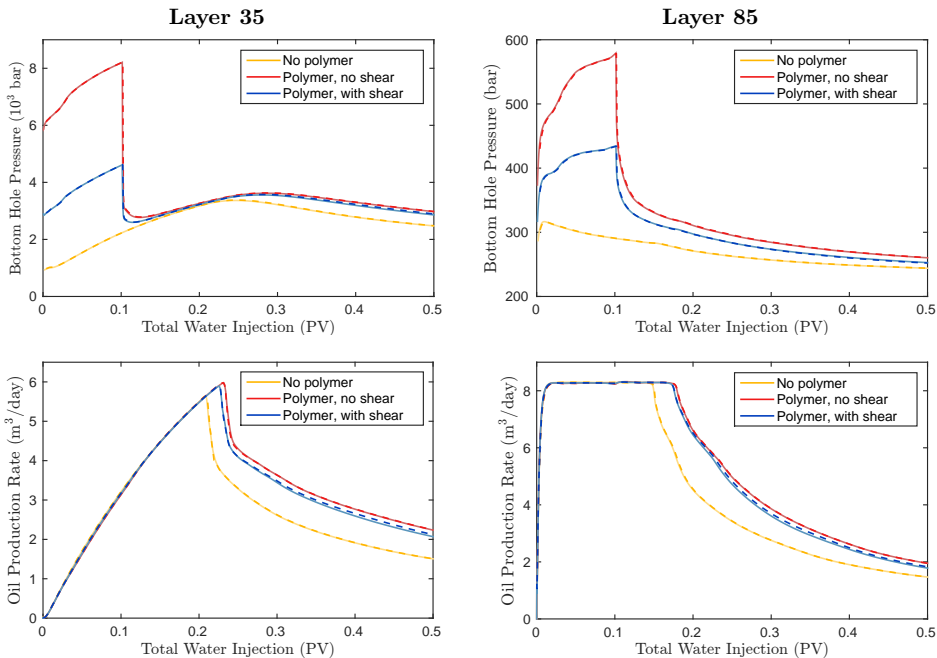 Layer 35
Layer 85
Bottom Hole Pressure (10³ bar)
8
6
4
2
0
No polymer
Polymer, no shear
Polymer, with shear
0 0.1 0.2 0.3 0.4 0.5
Total Water Injection (PV)
Bottom Hole Pressure (bar)
600
500
400
300
200
No polymer
Polymer, no shear
Polymer, with shear
0 0.1 0.2 0.3 0.4 0.5
Total Water Injection (PV)
Oil Production Rate (m³/day)
6
5
4
3
2
1
0
No polymer
Polymer, no shear
Polymer, with shear
0 0.1 0.2 0.3 0.4 0.5
Total Water Injection (PV)
Oil Production Rate (m³/day)
8
6
4
2
0
No polymer
Polymer, no shear
Polymer, with shear
0 0.1 0.2 0.3 0.4 0.5
Total Water Injection (PV)